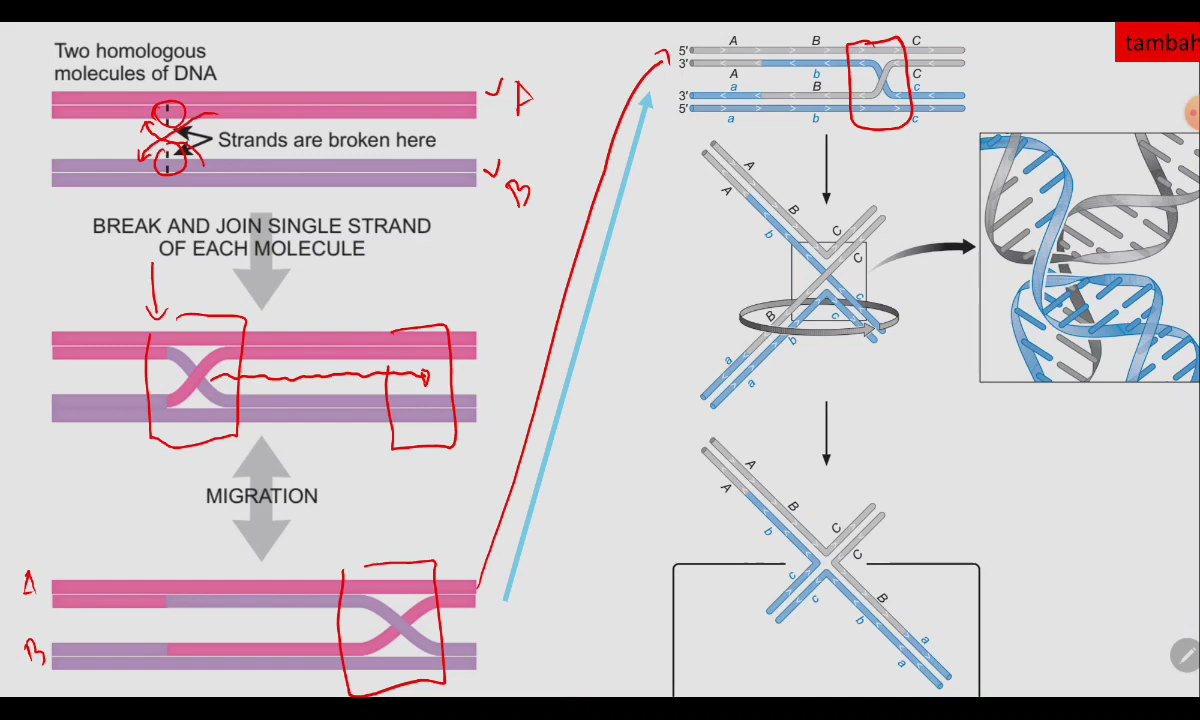 Two homologous
molecules of DNA
A
Strands are broken here
B
BREAK AND JOIN SINGLE STRAND
OF EACH MOLECULE
MIGRATION
A
B
tambah
A B C
5′
3′
A b C
a B c
3′
5′
a b c
A
A
B
b
C
C
B
c
c
b
a
a
A
A
B
b
C
C
c
c
B
b
a
a